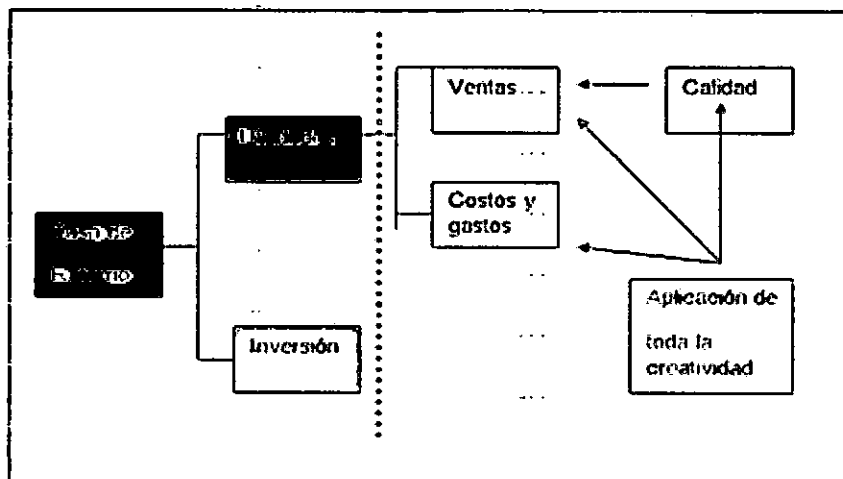 Ventas
Calidad
Costos y
gastos
Inversión
Aplicación de
toda la
creatividad